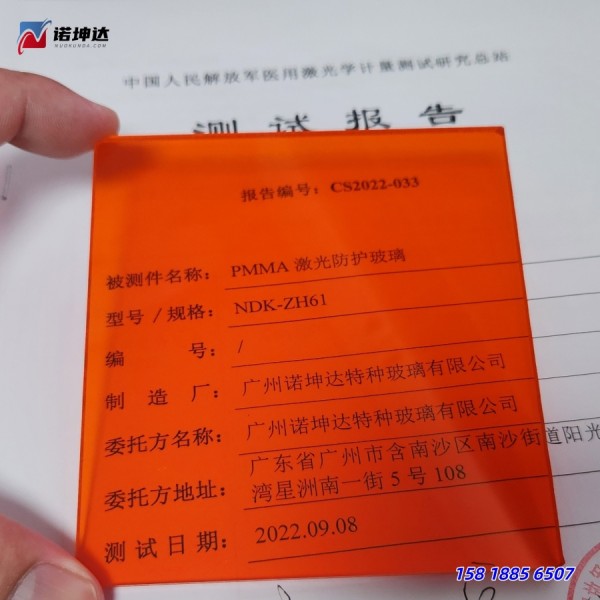 诺坤达
NUOKUNDA.COM
中国人民解放军医用激光学计量测试研究总站
测试报告
报告编号：CS2022-033
被测件名称：PMMA 激光防护玻璃
型号/规格：NDK-ZH61
编号：/
制造厂：广州诺坤达特种玻璃有限公司
委托方名称：广州诺坤达特种玻璃有限公司
委托方地址：广东省广州市含南沙区南沙街道阳光
湾星洲南一街 5 号 108
测试日期：2022.09.08
158 1885 6507